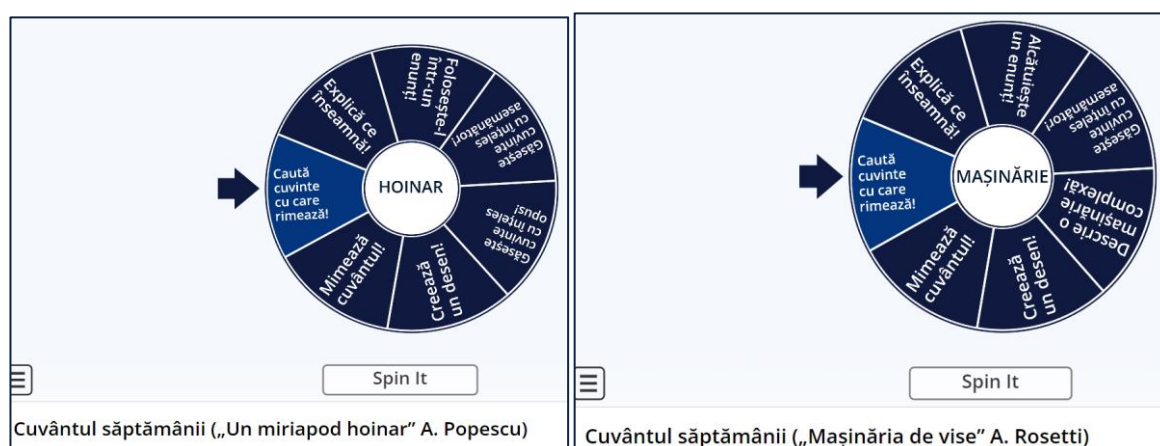 Folosește-l
într-un
enunț!
Găsește
cuvinte
cu înțeles
asemănător!
Găsește
cuvinte
cu înțeles
opus!
Creează
un desen!
Mimează
cuvântul!
Caută
cuvinte
cu care
rimează!
Explică ce
înseamnă!
HOINAR
Spin It
Cuvântul săptămânii („Un miriapod hoinar” A. Popescu)
Alcătuiește
un enunț!
Găsește
cuvinte
cu înțeles
asemănător!
Descrie o
mașinărie
complexă!
Creează
un desen!
Mimează
cuvântul!
Caută
cuvinte
cu care
rimează!
Explică ce
înseamnă!
MAȘINĂRIE
Spin It
Cuvântul săptămânii („Mașinăria de vise” A. Rosetti)